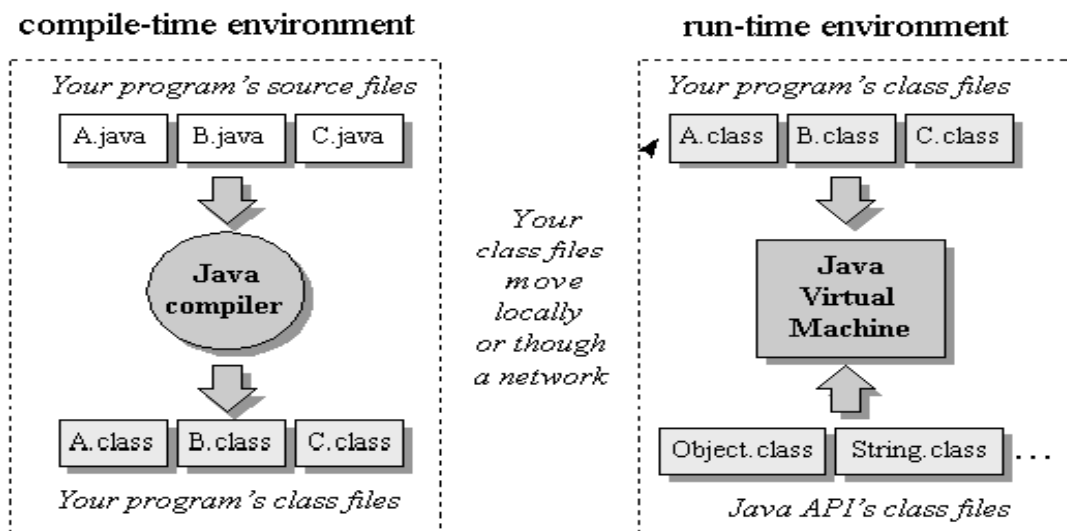 compile-time environment
Your program's source files
A.java B.java C.java
Java
compiler
A.class B.class C.class
Your program's class files
Your
class files
move
locally
or though
a network
run-time environment
Your program's class files
A.class B.class C.class
Java
Virtual
Machine
Object.class String.class ...
Java API's class files